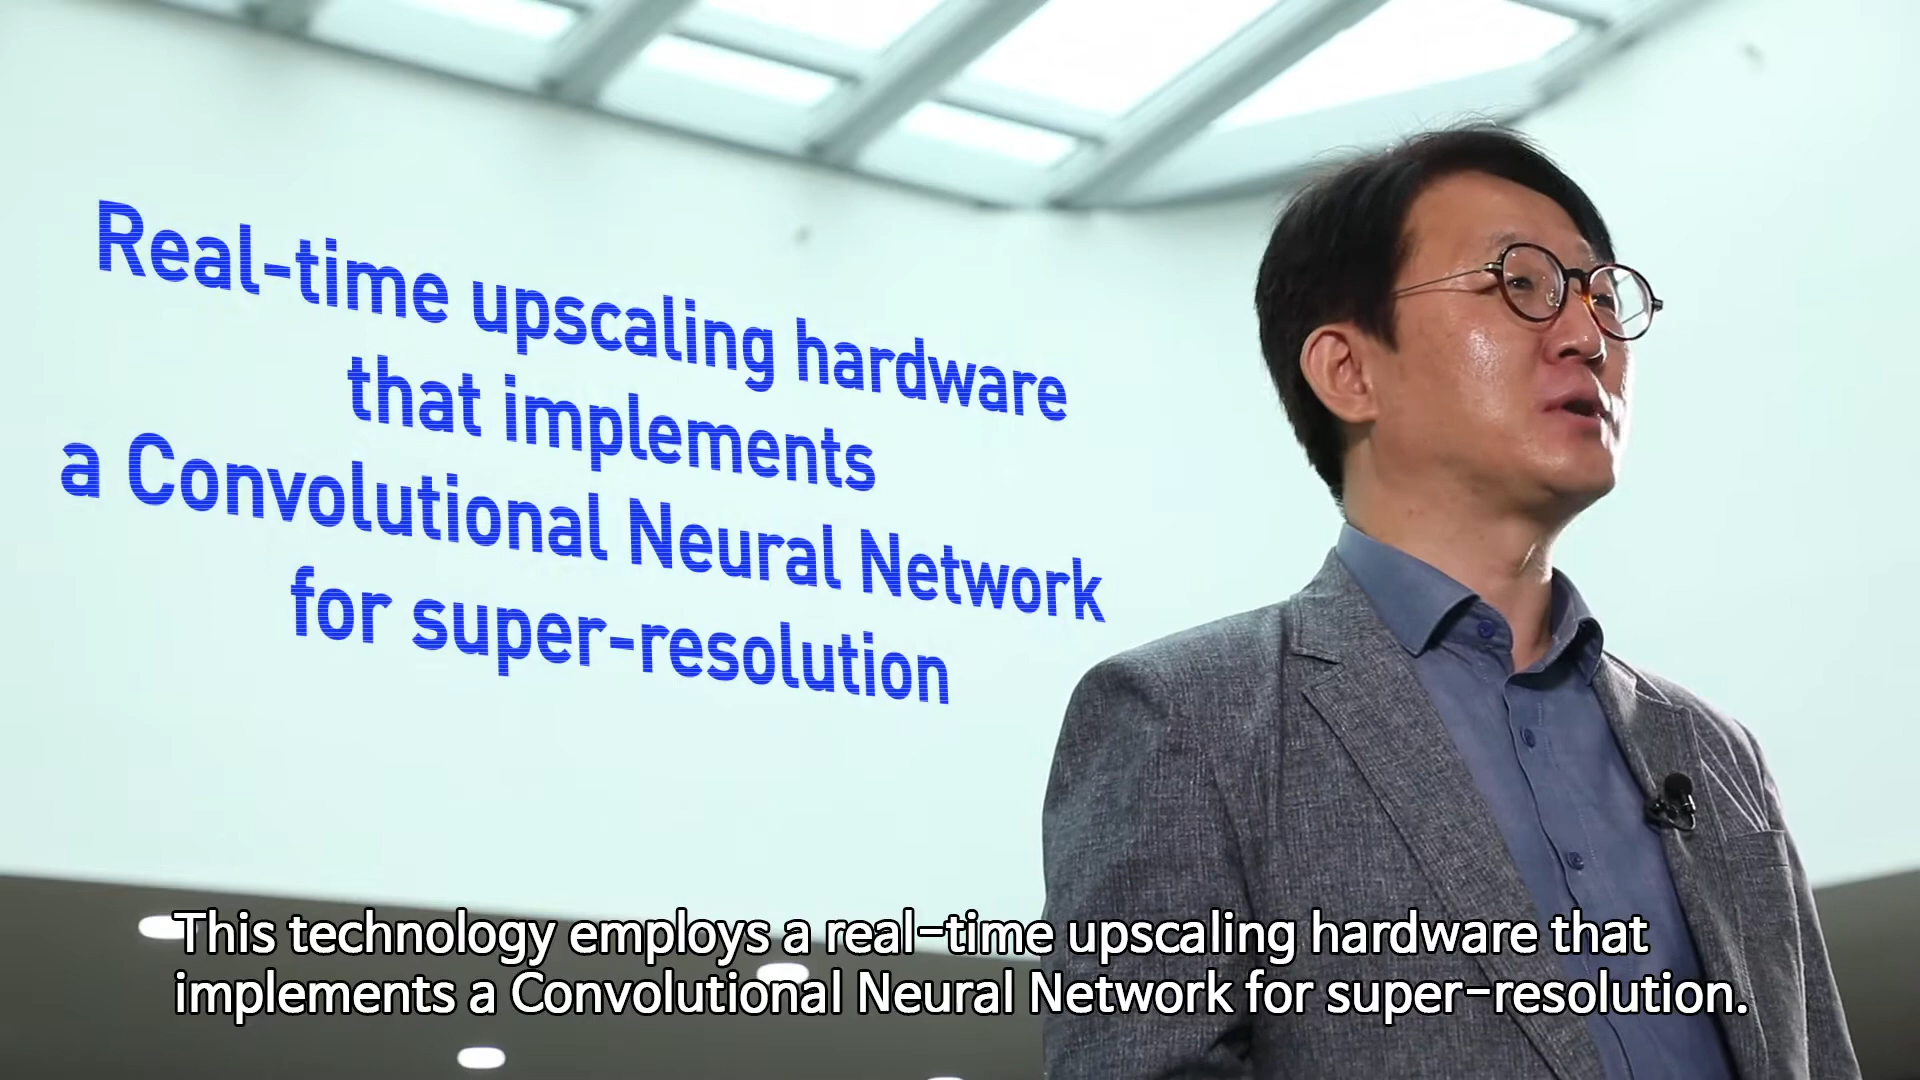 Real-time upscaling hardware
that implements
a Convolutional Neural Network
for super-resolution
This technology employs a real-time upscaling hardware that
implements a Convolutional Neural Network for super-resolution.